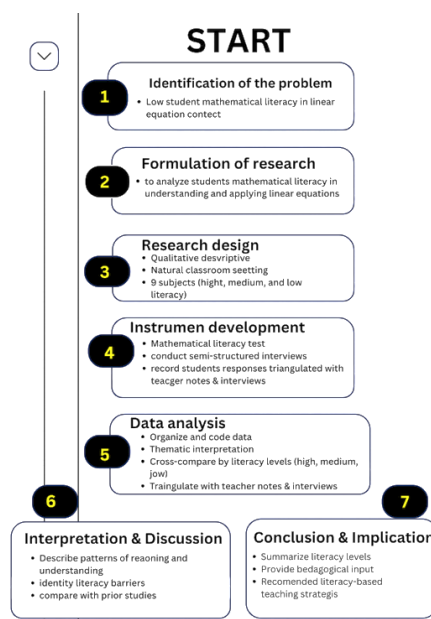 START
1
Identification of the problem
• Low student mathematical literacy in linear
equation contect
2
Formulation of research
• to analyze students mathematical literacy in
understanding and applying linear equations
3
Research design
• Qualitative desvriptive
• Natural classroom seetting
• 9 subjects (hight, medium, and low
literacy)
4
Instrumen development
• Mathematical literacy test
• conduct semi-structured interviews
• record students responses triangulated with
teacger notes & interviews
5
Data analysis
• Organize and code data
• Thematic interpretation
• Cross-compare by literacy levels (high, medium,
jow)
• Traingulate with teacher notes & interviews
6
Interpretation & Discussion
• Describe patterns of reaoning and
understanding
• identity literacy barriers
• compare with prior studies
7
Conclusion & Implication
• Summarize literacy levels
• Provide bedagogical input
• Recomended literacy-based
teaching strategis